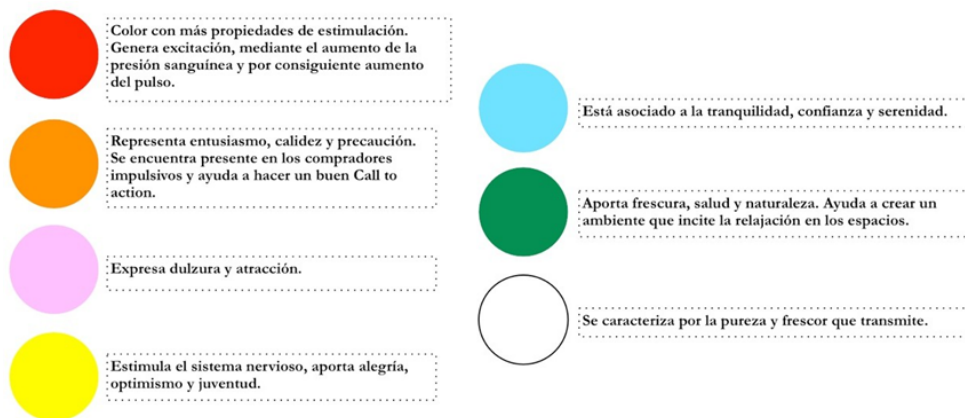 Color con más propiedades de estimulación.
Genera excitación, mediante el aumento de la
presión sanguínea y por consiguiente aumento
del pulso.
Representa entusiasmo, calidez y precaución.
Se encuentra presente en los compradores
impulsivos y ayuda a hacer un buen Call to
action.
Expresa dulzura y atracción.
Estimula el sistema nervioso, aporta alegría,
optimismo y juventud.
Está asociado a la tranquilidad, confianza y serenidad.
Aporta frescura, salud y naturaleza. Ayuda a crear un
ambiente que incite la relajación en los espacios.
Se caracteriza por la pureza y frescor que transmite.